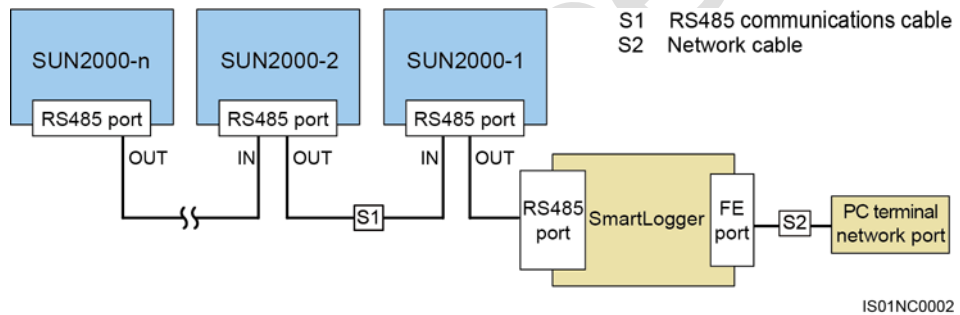 S1 RS485 communications cable
S2 Network cable
SUN2000-n
SUN2000-2
SUN2000-1
RS485 port
RS485 port
RS485 port
OUT
IN
OUT
IN
OUT
S1
RS485
port
SmartLogger
FE
port
S2
PC terminal
network port
IS01NC0002